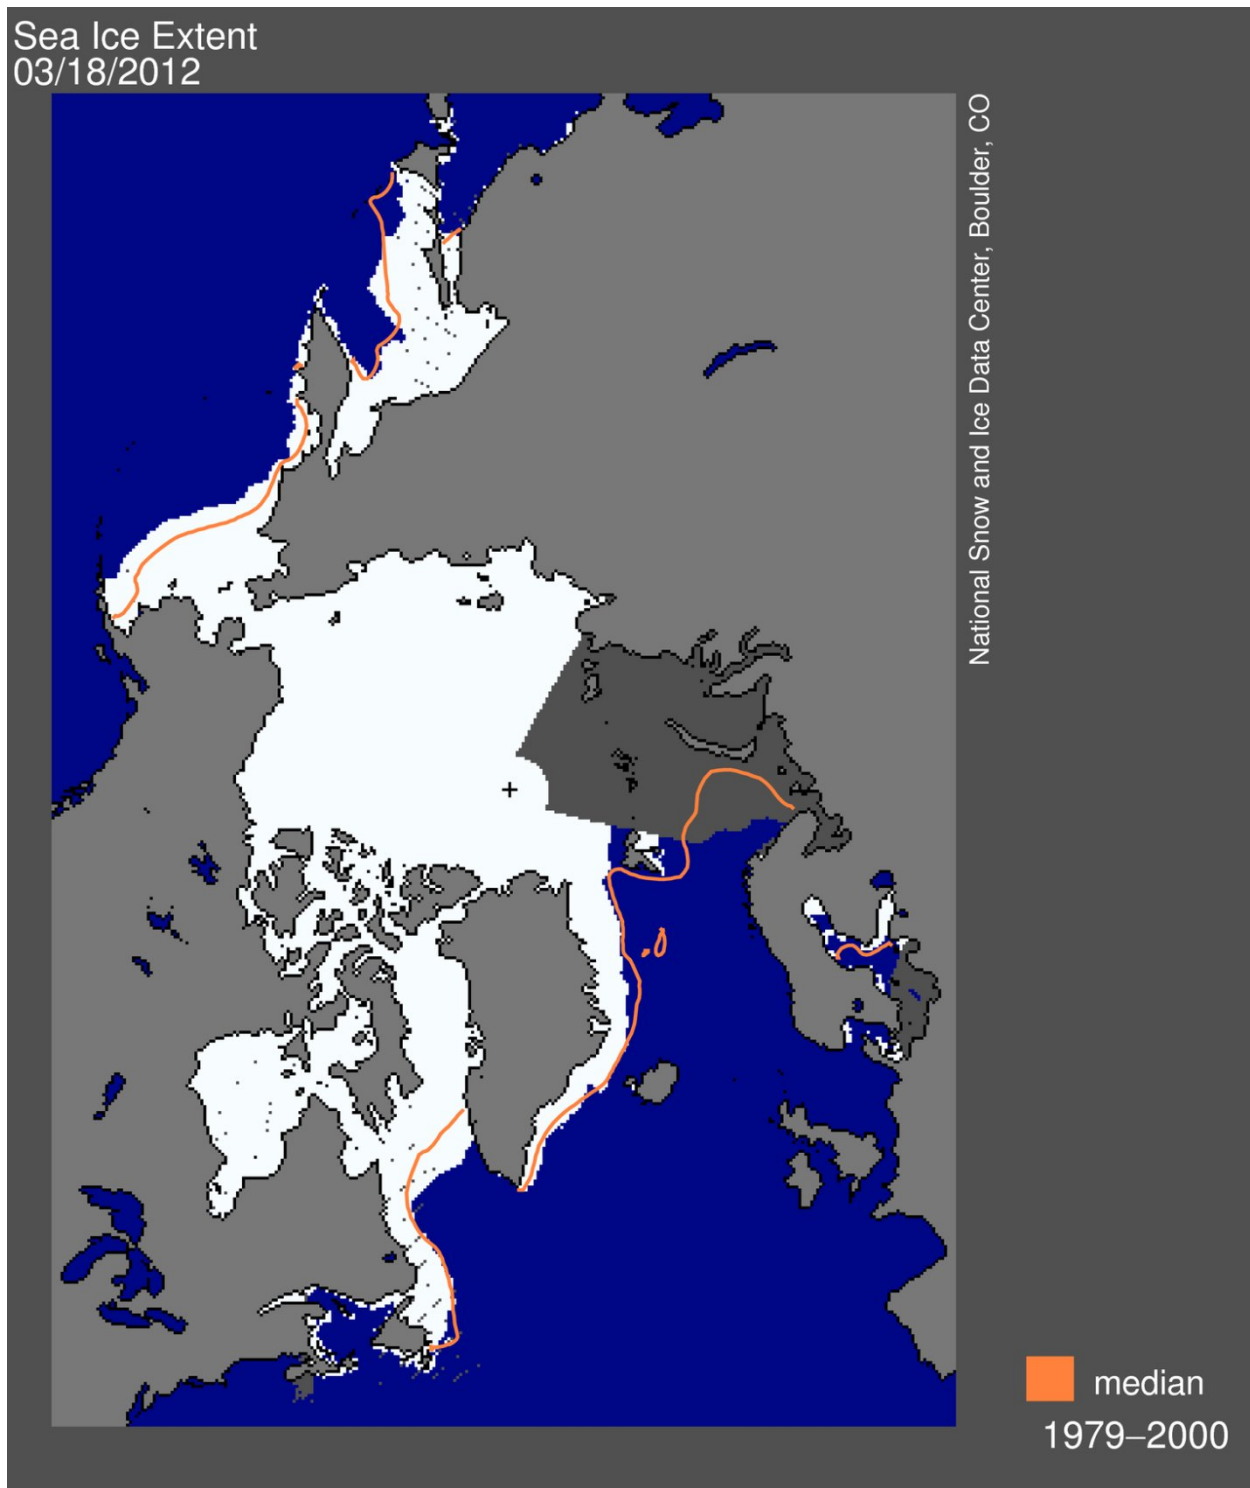 Sea Ice Extent
03/18/2012
National Snow and Ice Data Center, Boulder, CO
median
1979–2000